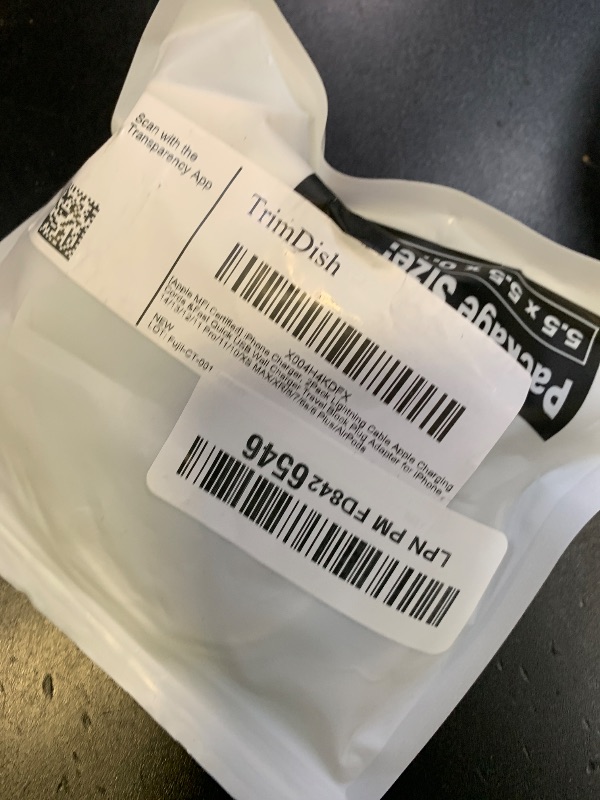 Scan with the
Transparency App
TrimDish
X004H4KDFX
[Apple MFi Certified] iPhone Charger, 2Pack Lightning Cable Apple Charging
Cords &Fast Quick USB Wall Charger Travel Block Plug Adapter for iPhone
14/13/12/11 Pro/11/10/XS MAX/XR/8/7/6s/6 Plus/AirPods
NEW
LOT: Fuji-CT-001
LPN PM FD8426546
Package Size:
5.5 x 5.5 x 0.